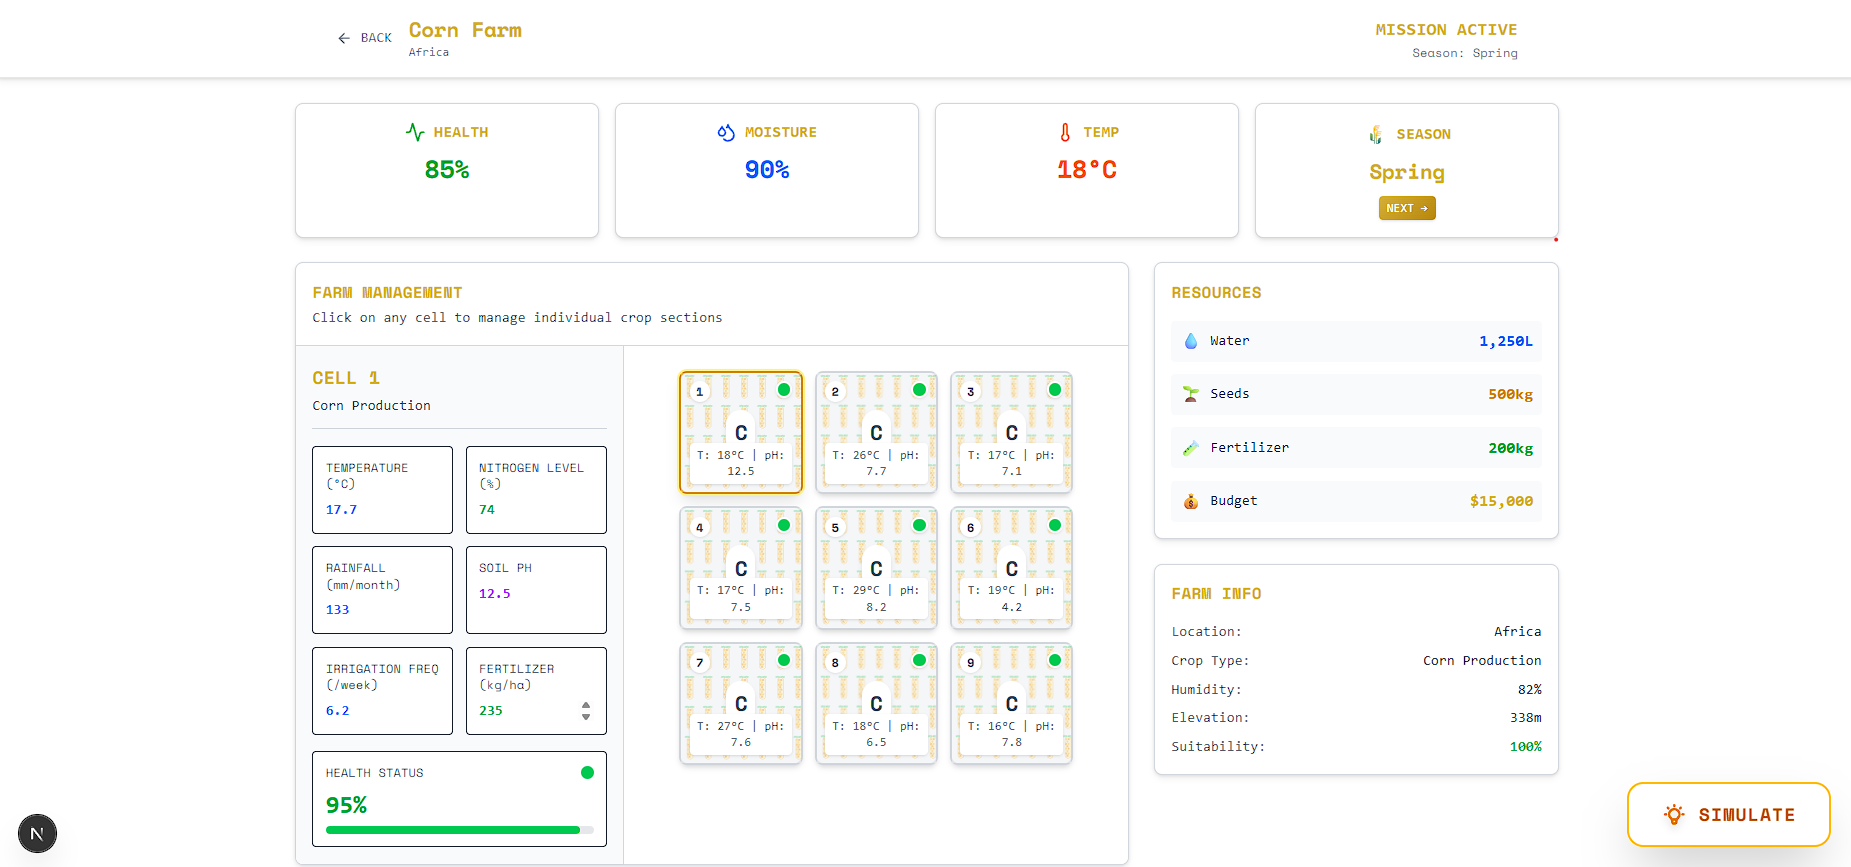 BACK
Corn Farm
Africa
MISSION ACTIVE
Season: Spring
HEALTH
85%
MOISTURE
90%
TEMP
18°C
SEASON
Spring
NEXT →
FARM MANAGEMENT
Click on any cell to manage individual crop sections
CELL 1
Corn Production
TEMPERATURE
(°C)
17.7
NITROGEN LEVEL
(%)
74
RAINFALL
(mm/month)
133
SOIL PH
12.5
IRRIGATION FREQ
(/week)
6.2
FERTILIZER
(kg/ha)
235
HEALTH STATUS
95%
1
C
T: 18°C | pH:
12.5
2
C
T: 26°C | pH:
7.7
3
C
T: 17°C | pH:
7.1
4
C
T: 17°C | pH:
7.5
5
C
T: 29°C | pH:
8.2
6
C
T: 19°C | pH:
4.2
7
C
T: 27°C | pH:
7.6
8
C
T: 18°C | pH:
6.5
9
C
T: 16°C | pH:
7.8
RESOURCES
Water 1,250L
Seeds 500kg
Fertilizer 200kg
Budget $15,000
FARM INFO
Location: Africa
Crop Type: Corn Production
Humidity: 82%
Elevation: 338m
Suitability: 100%
SIMULATE
N